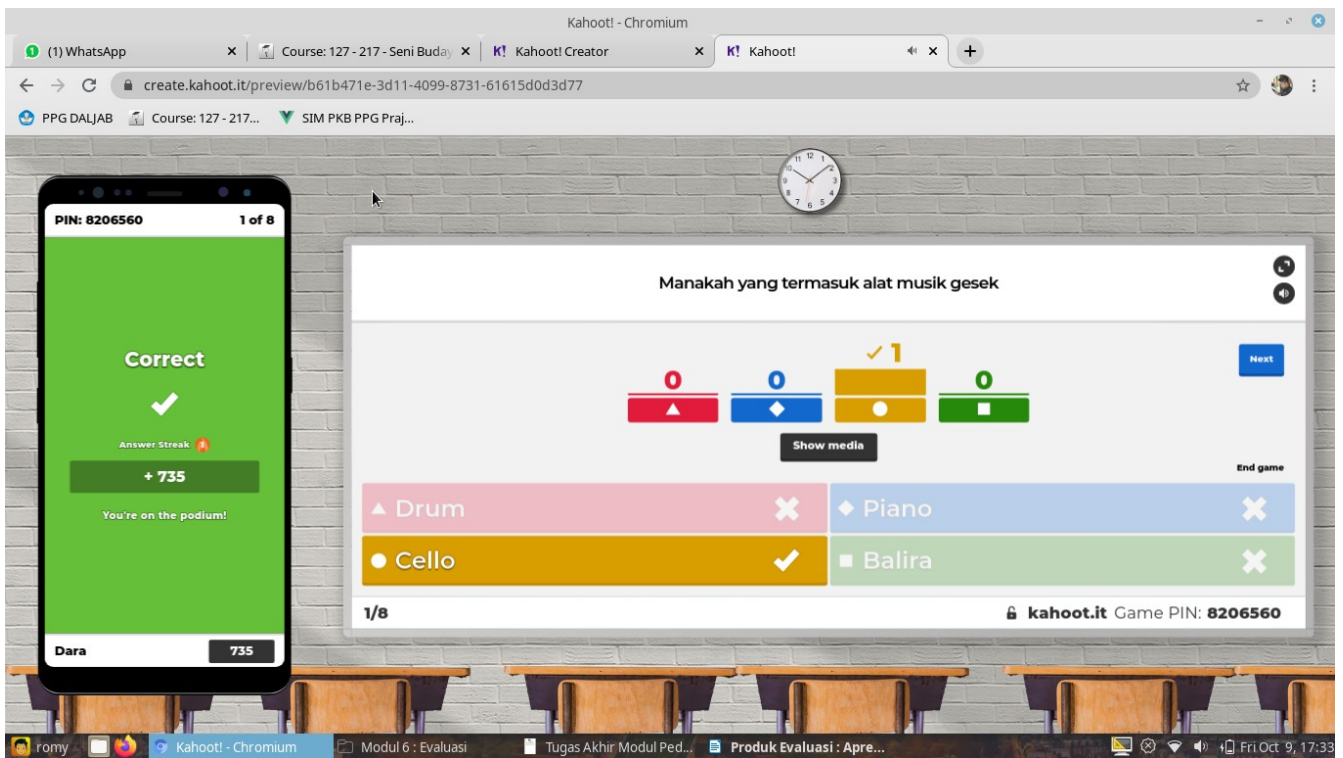 Kahoot! - Chromium
(1) WhatsApp
Course: 127 - 217 - Seni Buday
K! Kahoot! Creator
K! Kahoot!
create.kahoot.it/preview/b61b471e-3d11-4099-8731-61615d0d3d77
PPG DALJAB
Course: 127 - 217...
SIM PKB PPG Praj...
PIN: 8206560
1 of 8
Correct
Answer Streak 1
+ 735
You're on the podium!
Dara
735
Manakah yang termasuk alat musik gesek
0
0
1
0
Next
Show media
End game
Drum
Piano
Cello
Balira
1/8
kahoot.it Game PIN: 8206560
romy
Kahoot! - Chromium
Modul 6 : Evaluasi
Tugas Akhir Modul Ped...
Produk Evaluasi : Apre...
Fri Oct 9, 17:33